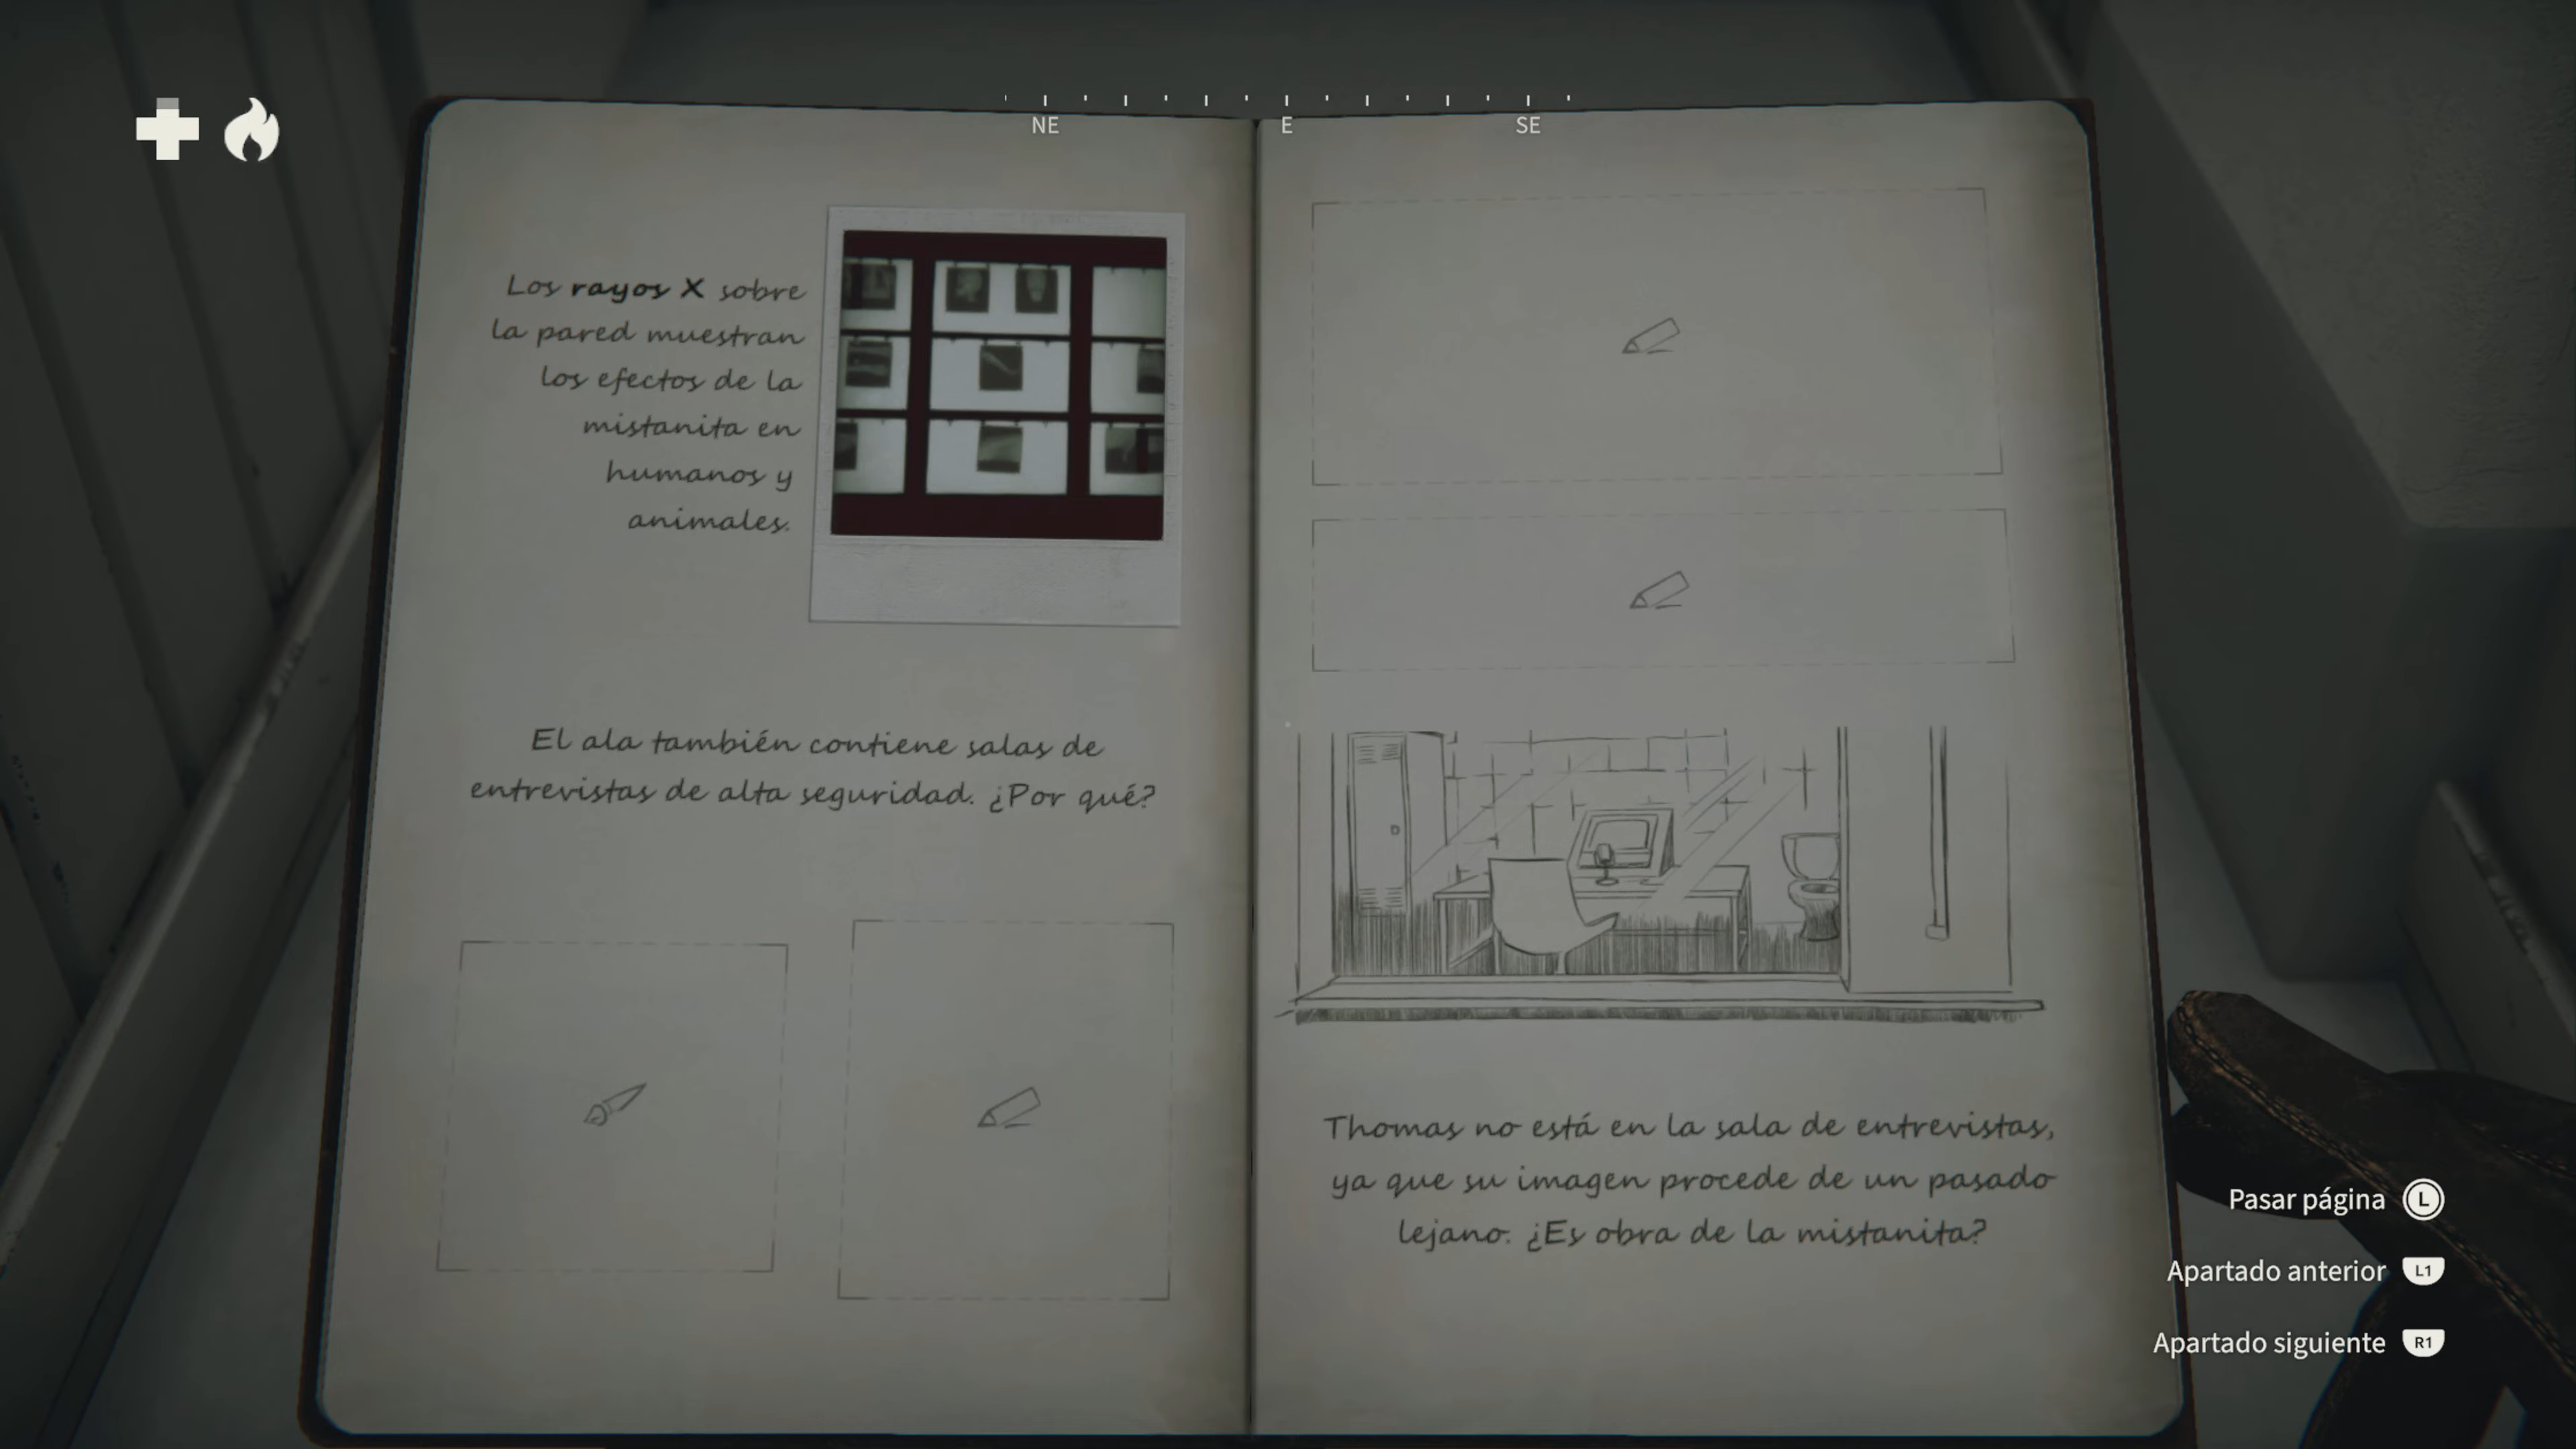 NE
E
SE
Los rayos X sobre
la pared muestran
los efectos de la
mistanita en
humanos y
animales.
El ala también contiene salas de
entrevistas de alta seguridad. ¿Por qué?
Thomas no está en la sala de entrevistas,
ya que su imagen procede de un pasado
lejano. ¿Es obra de la mistanita?
Pasar página L
Apartado anterior L1
Apartado siguiente R1